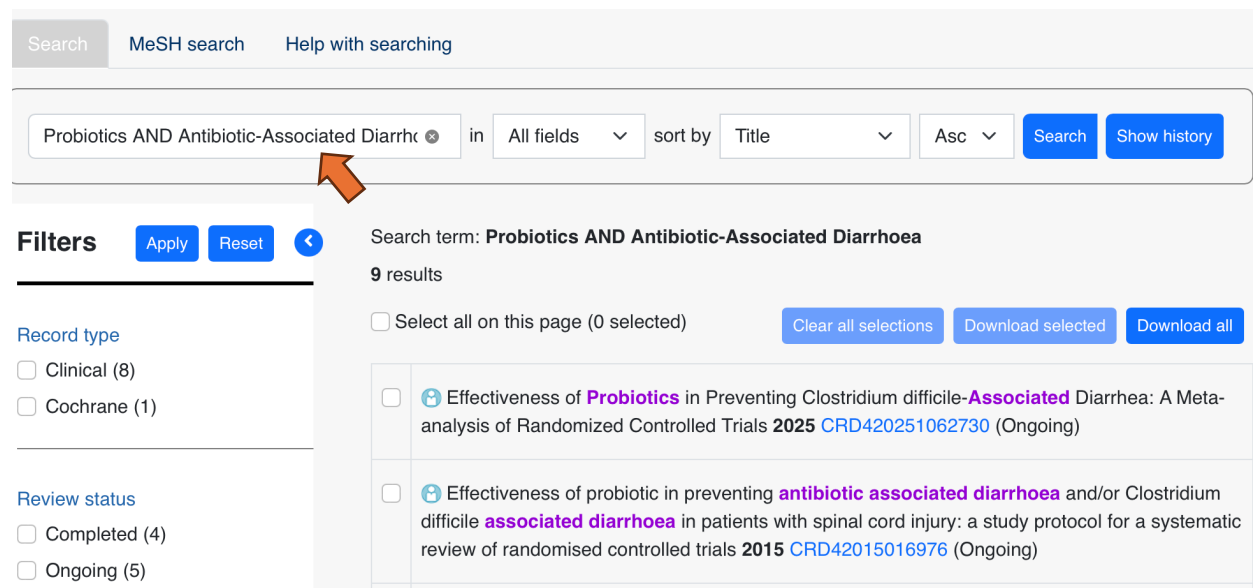 Search MeSH search Help with searching
Probiotics AND Antibiotic-Associated Diarrh in All fields sort by Title Asc Search Show history
Filters Apply Reset
Search term: Probiotics AND Antibiotic-Associated Diarrhoea
9 results
Select all on this page (0 selected) Clear all selections Download selected Download all
Record type
Clinical (8)
Cochrane (1)
Effectiveness of Probiotics in Preventing Clostridium difficile-Associated Diarrhea: A Meta-
analysis of Randomized Controlled Trials 2025 CRD420251062730 (Ongoing)
Review status
Completed (4)
Ongoing (5)
Effectiveness of probiotic in preventing antibiotic associated diarrhoea and/or Clostridium
difficile associated diarrhoea in patients with spinal cord injury: a study protocol for a systematic
review of randomised controlled trials 2015 CRD42015016976 (Ongoing)